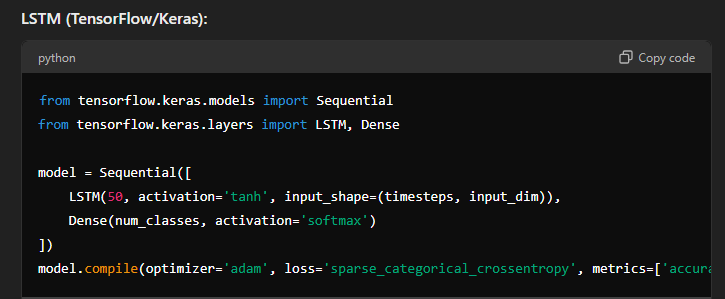 LSTM (TensorFlow/Keras):
python Copy code
from tensorflow.keras.models import Sequential
from tensorflow.keras.layers import LSTM, Dense
model = Sequential([
    LSTM(50, activation='tanh', input_shape=(timesteps, input_dim)),
    Dense(num_classes, activation='softmax')
])
model.compile(optimizer='adam', loss='sparse_categorical_crossentropy', metrics=['accura